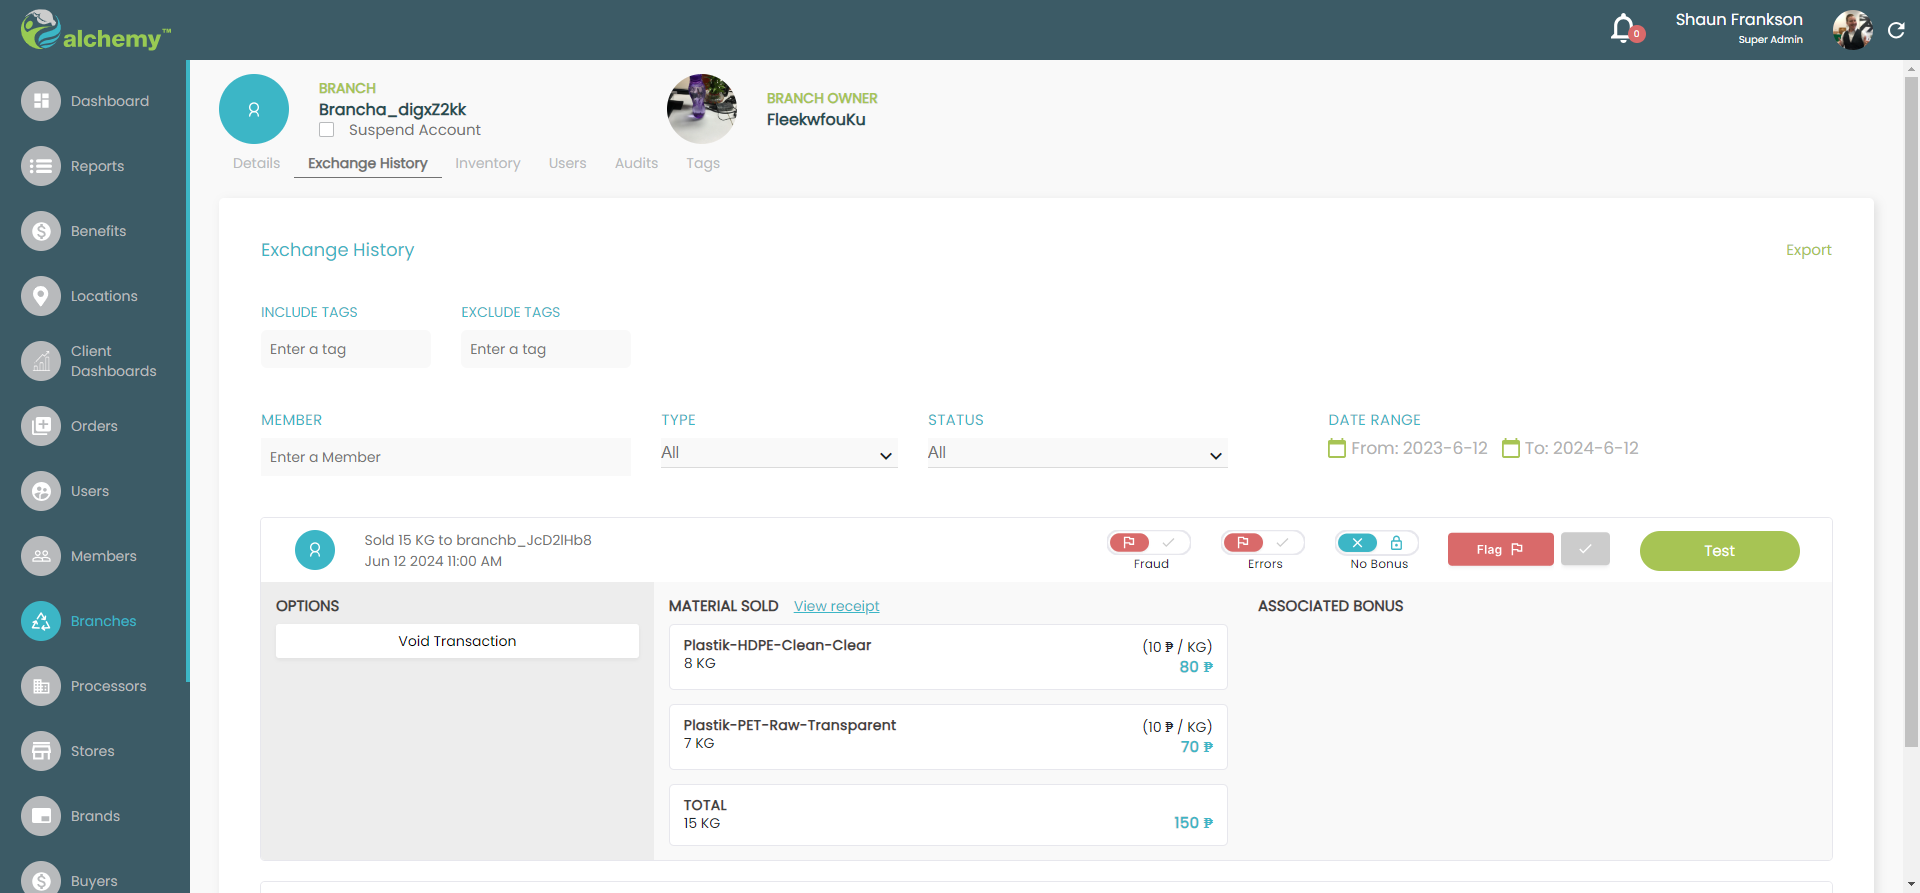 alchemy™
0
Shaun Frankson
Super Admin
Dashboard
Reports
Benefits
Locations
Client
Dashboards
Orders
Users
Members
Branches
Processors
Stores
Brands
Buyers
BRANCH
Brancha_digxZ2kk
Suspend Account
BRANCH OWNER
FleekwfouKu
Details Exchange History Inventory Users Audits Tags
Exchange History
Export
INCLUDE TAGS EXCLUDE TAGS
Enter a tag Enter a tag
MEMBER TYPE STATUS DATE RANGE
Enter a Member All All From: 2023-6-12 To: 2024-6-12
Sold 15 KG to branchb_JcD2lHb8
Jun 12 2024 11:00 AM
Fraud Errors No Bonus
Flag
Test
OPTIONS
Void Transaction
MATERIAL SOLD View receipt
Plastik-HDPE-Clean-Clear (10 ₱ / KG)
8 KG 80 ₱
Plastik-PET-Raw-Transparent (10 ₱ / KG)
7 KG 70 ₱
TOTAL
15 KG 150 ₱
ASSOCIATED BONUS